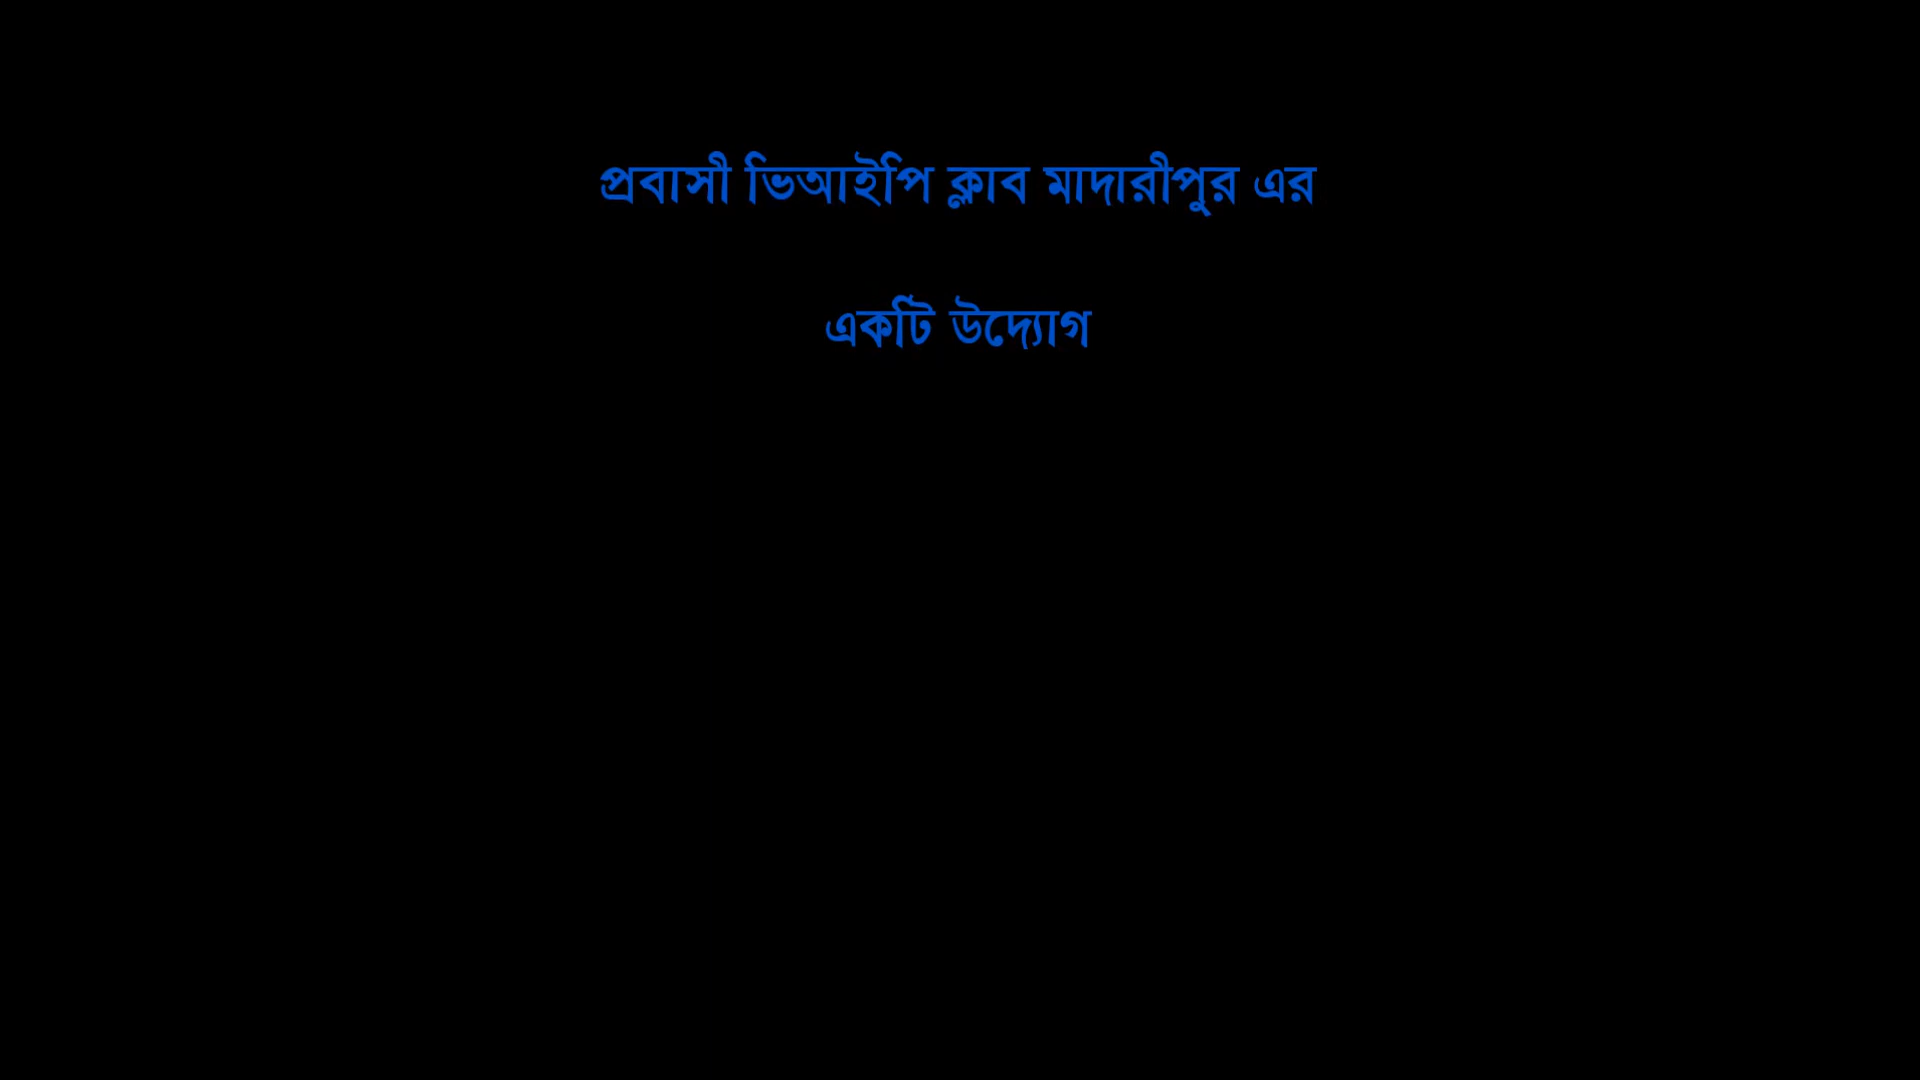 প্রবাসী ভিআইপি ক্লাব মাদারীপুর এর
একটি উদ্যোগ